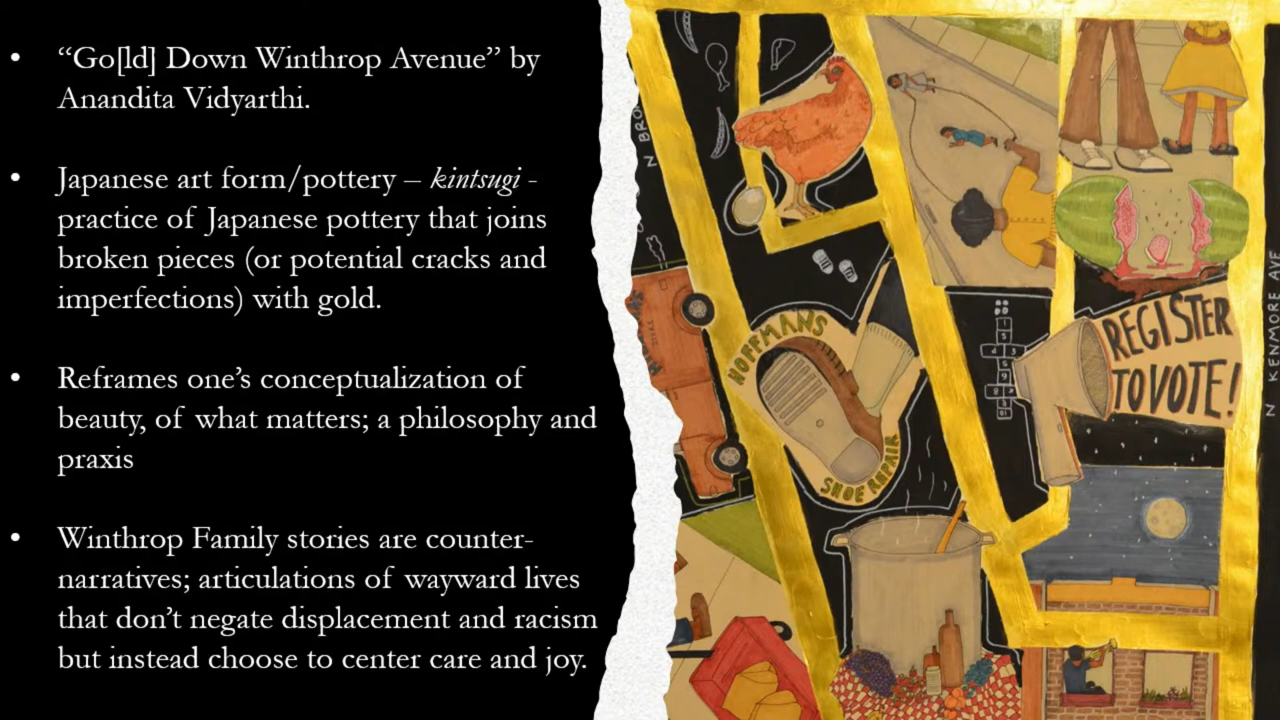 • “Go[ld] Down Winthrop Avenue” by
Anandita Vidyarthi.
• Japanese art form/pottery – kintsugi -
practice of Japanese pottery that joins
broken pieces (or potential cracks and
imperfections) with gold.
• Reframes one’s conceptualization of
beauty, of what matters; a philosophy and
praxis
• Winthrop Family stories are counter-
narratives; articulations of wayward lives
that don’t negate displacement and racism
but instead choose to center care and joy.
N BRO
HOFFMANS
SHOE REPAIR
REGISTER
TO VOTE!
N KENMORE AVE